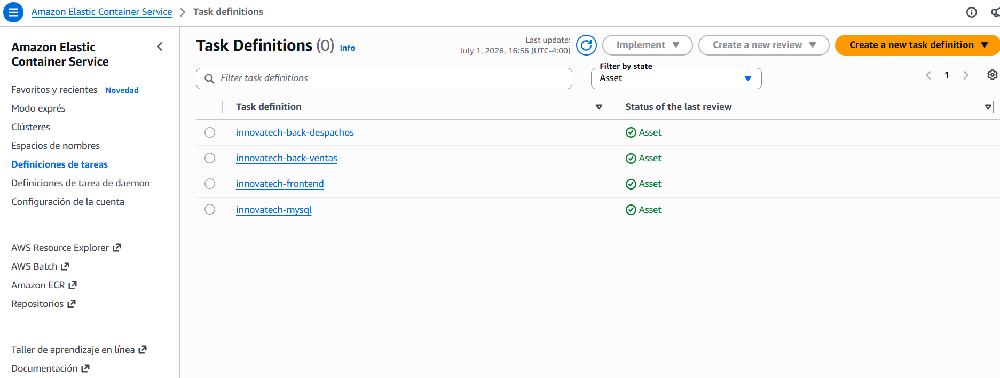 Amazon Elastic Container Service > Task definitions
Amazon Elastic
Container Service
Favoritos y recientes Novedad
Modo exprés
Clústeres
Espacios de nombres
Definiciones de tareas
Definiciones de tarea de daemon
Configuración de la cuenta
AWS Resource Explorer
AWS Batch
Amazon ECR
Repositorios
Taller de aprendizaje en línea
Documentación
Task Definitions (0) Info
Last update:
July 1, 2026, 16:56 (UTC-4:00)
Implement
Create a new review
Create a new task definition
Filter task definitions
Filter by state
Asset
1
Task definition Status of the last review
innovatech-back-despachos Asset
innovatech-back-ventas Asset
innovatech-frontend Asset
innovatech-mysql Asset